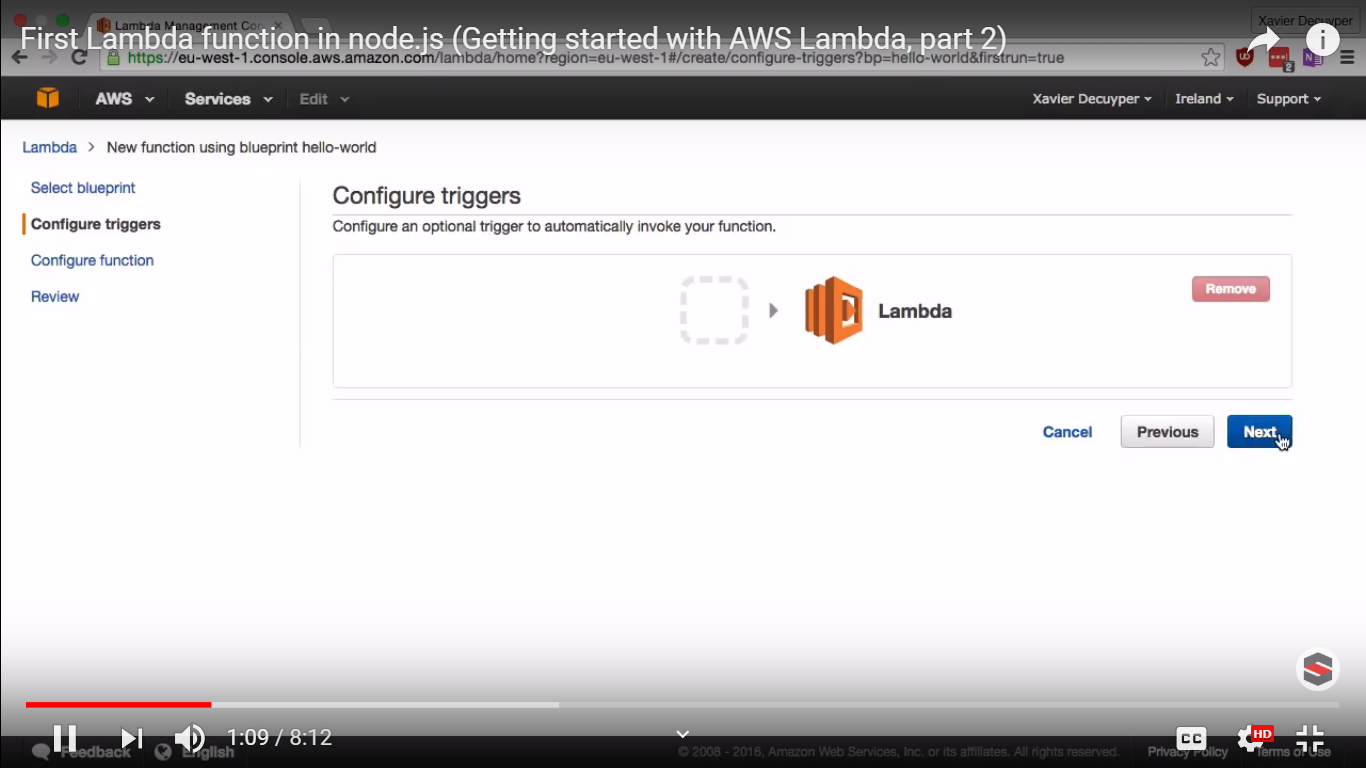 Lambda Management Con
Xavier Decuyper
First Lambda function in node.js (Getting started with AWS Lambda, part 2)
https://eu-west-1.console.aws.amazon.com/lambda/home?region=eu-west-1#/create/configure-triggers?bp=hello-world&firstrun=true
2
AWS Services Edit Xavier Decuyper Ireland Support
Lambda > New function using blueprint hello-world
Select blueprint
Configure triggers
Configure function
Review
Configure triggers
Configure an optional trigger to automatically invoke your function.
Remove
Lambda
Cancel Previous Next
1:09 / 8:12
CC HD
Feedback English © 2008 - 2016, Amazon Web Services, Inc. or its affiliates. All rights reserved. Privacy Policy Terms of Use